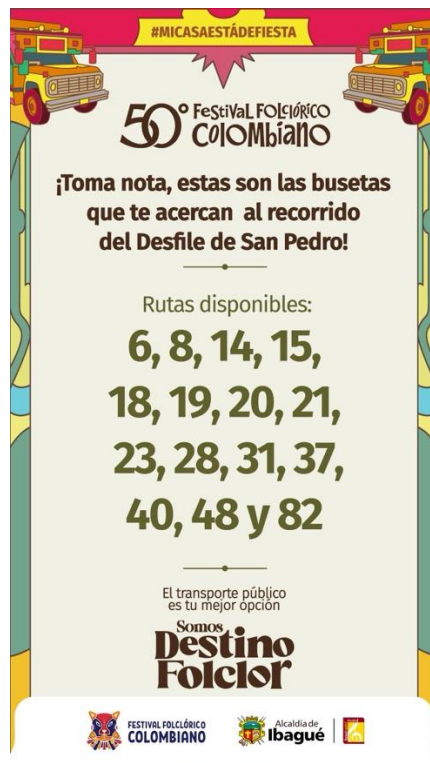 #MICASAESTÁDEFIESTA
50° FESTIVAL FOLCLÓRICO
COLOMBIANO
¡Toma nota, estas son las busetas
que te acercan al recorrido
del Desfile de San Pedro!
Rutas disponibles:
6, 8, 14, 15,
18, 19, 20, 21,
23, 28, 31, 37,
40, 48 y 82
El transporte público
es tu mejor opción
Somos
Destino
Folclor
FESTIVAL FOLCLÓRICO
COLOMBIANO
Alcaldía de
Ibagué